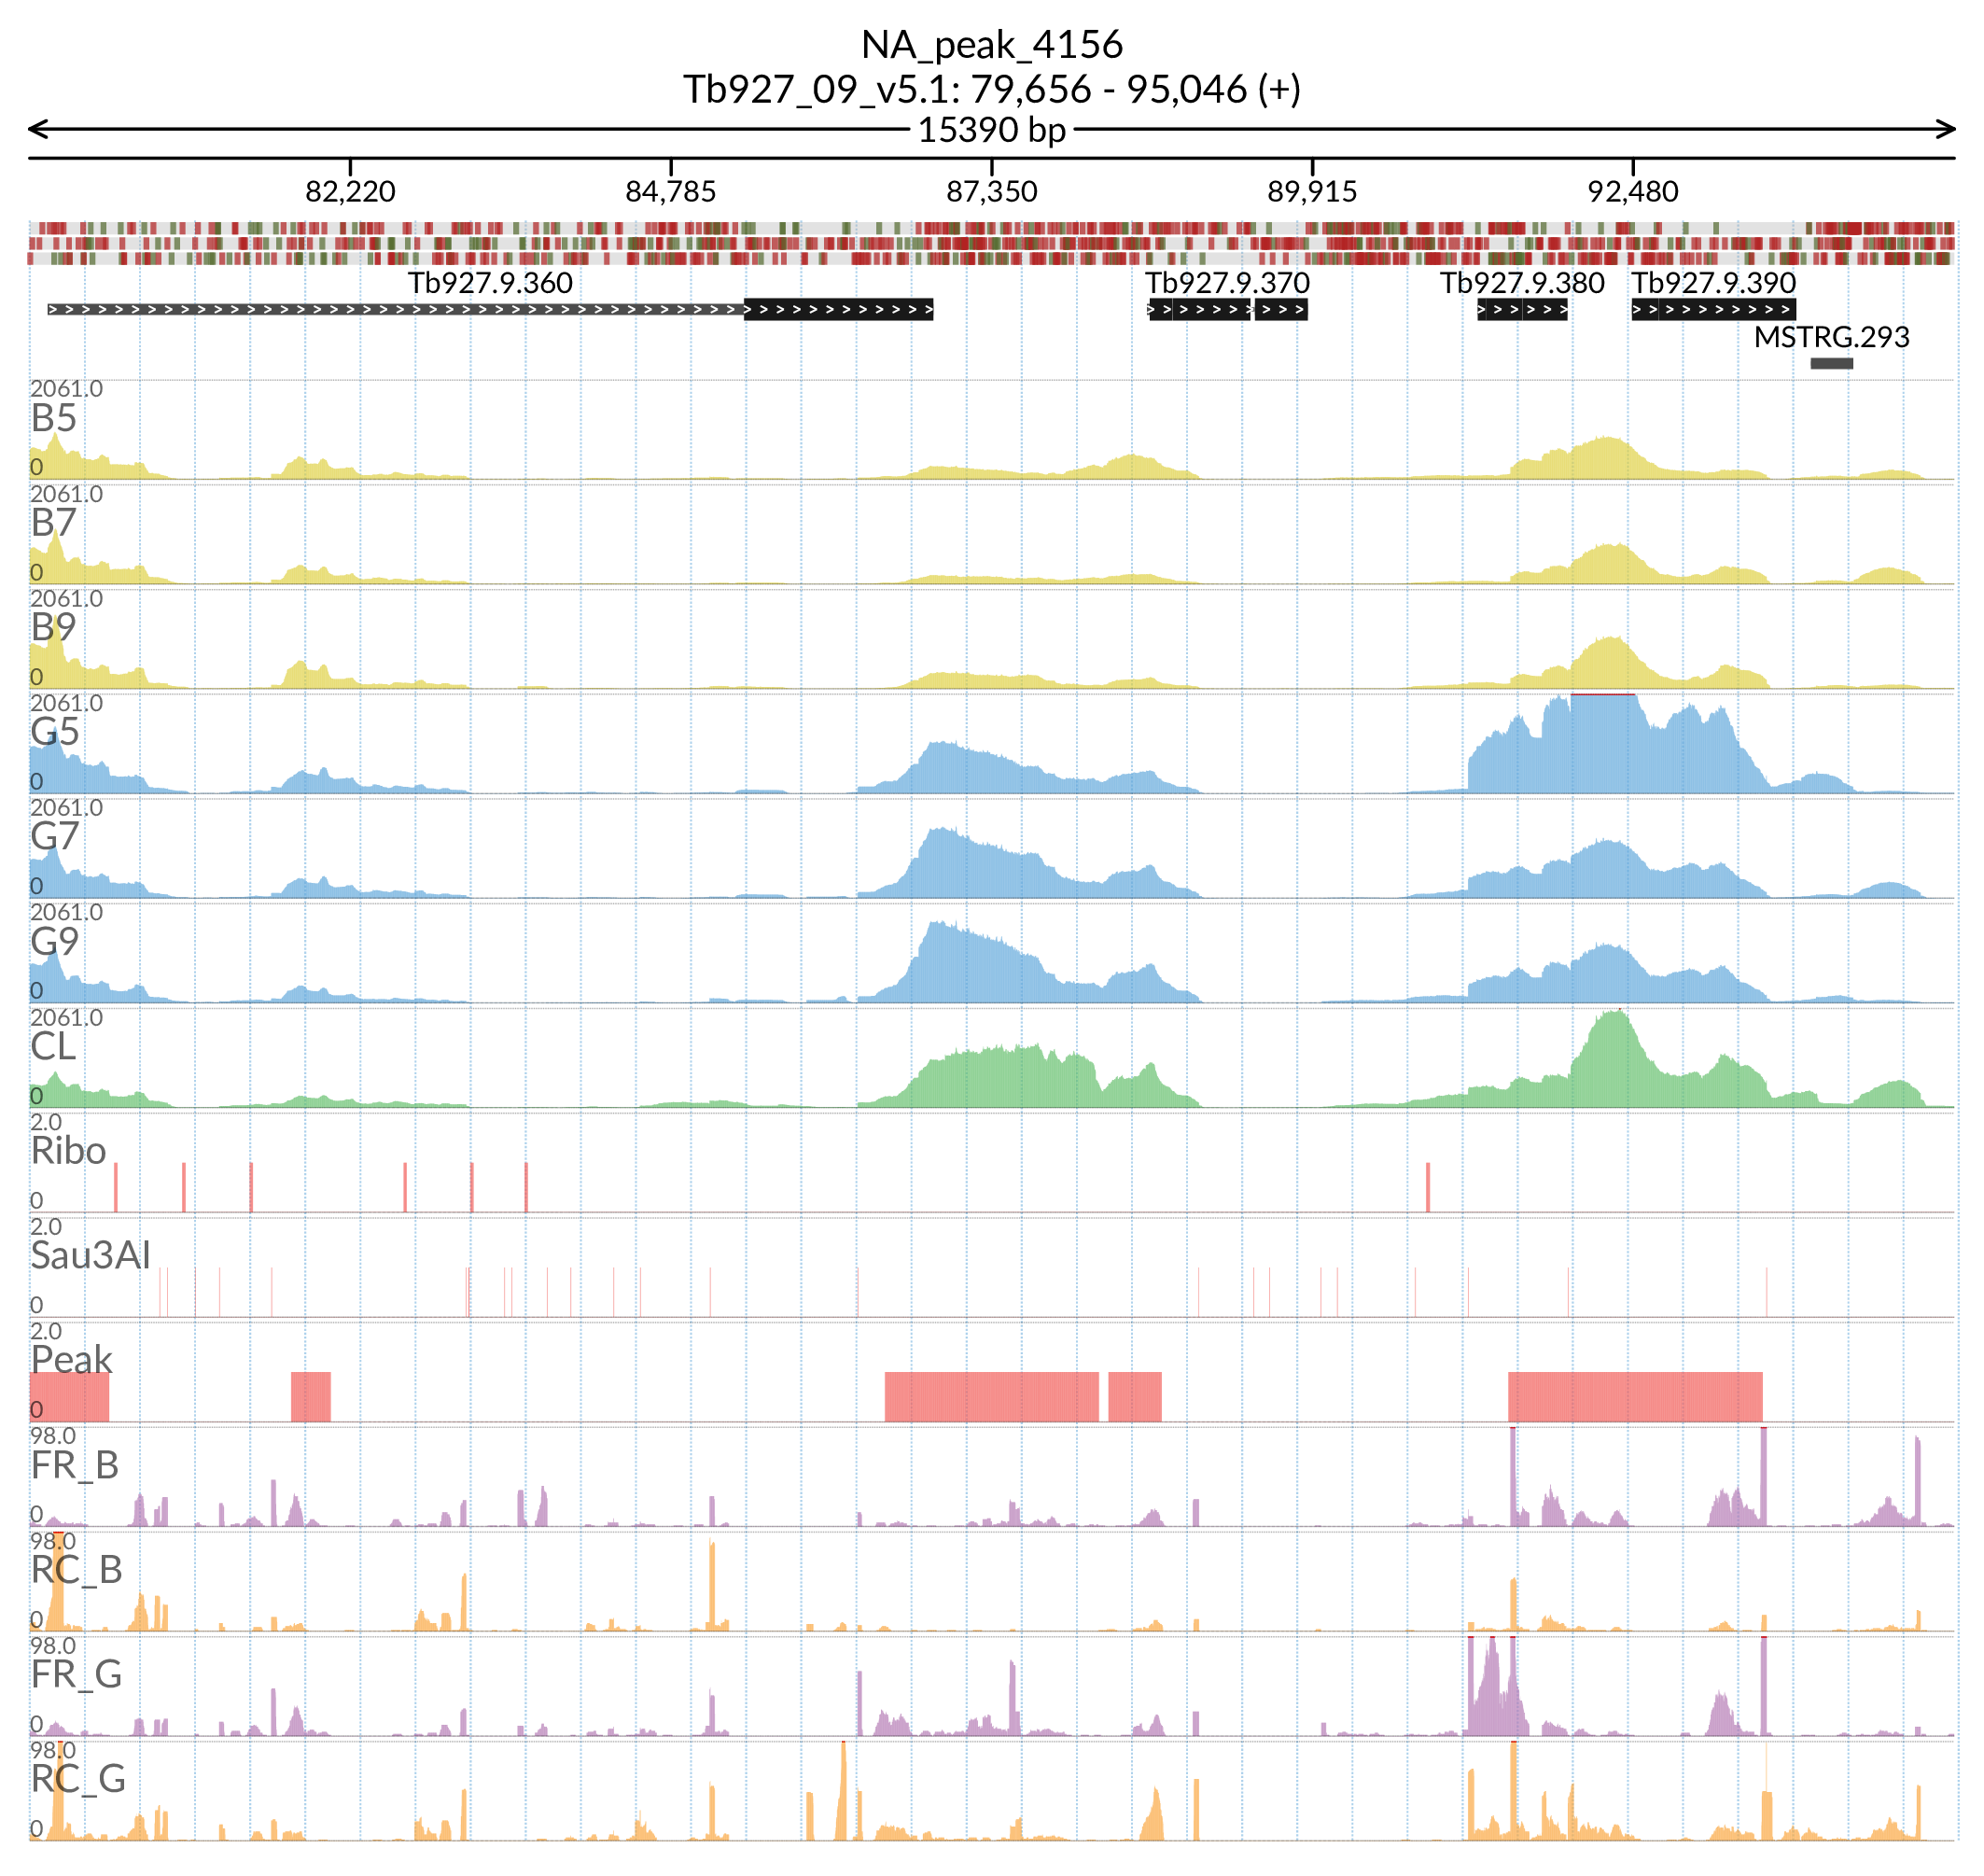 NA_peak_4156
Tb927_09_v5.1: 79,656 - 95,046 (+)
15390 bp
82,220 84,785 87,350 89,915 92,480
Tb927.9.360 Tb927.9.370 Tb927.9.380 Tb927.9.390
MSTRG.293
2061.0
B5
0
2061.0
B7
0
2061.0
B9
0
2061.0
G5
0
2061.0
G7
0
2061.0
G9
0
2061.0
CL
0
2.0
Ribo
0
2.0
Sau3AI
0
2.0
Peak
0
98.0
FR_B
0
98.0
RC_B
0
98.0
FR_G
0
98.0
RC_G
0